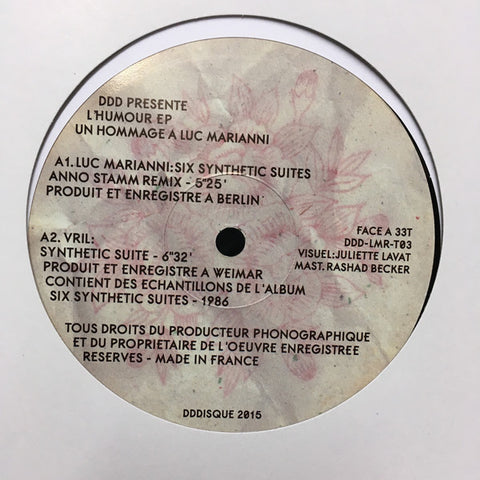 DDD PRESENTE
L'HUMOUR EP
UN HOMMAGE A LUC MARIANNI
A1. LUC MARIANNI: SIX SYNTHETIC SUITES
ANNO STAMM REMIX - 5"25'
PRODUIT ET ENREGISTRE A BERLIN
A2. VRIL:
SYNTHETIC SUITE - 6"32'
PRODUIT ET ENREGISTRE A WEIMAR
CONTIENT DES ECHANTILLONS DE L'ALBUM
SIX SYNTHETIC SUITES - 1986
FACE A 33T
DDD-LMR-T03
VISUEL: JULIETTE LAVAT
MAST. RASHAD BECKER
TOUS DROITS DU PRODUCTEUR PHONOGRAPHIQUE
ET DU PROPRIETAIRE DE L'OEUVRE ENREGISTREE
RESERVES - MADE IN FRANCE
DDDISQUE 2015